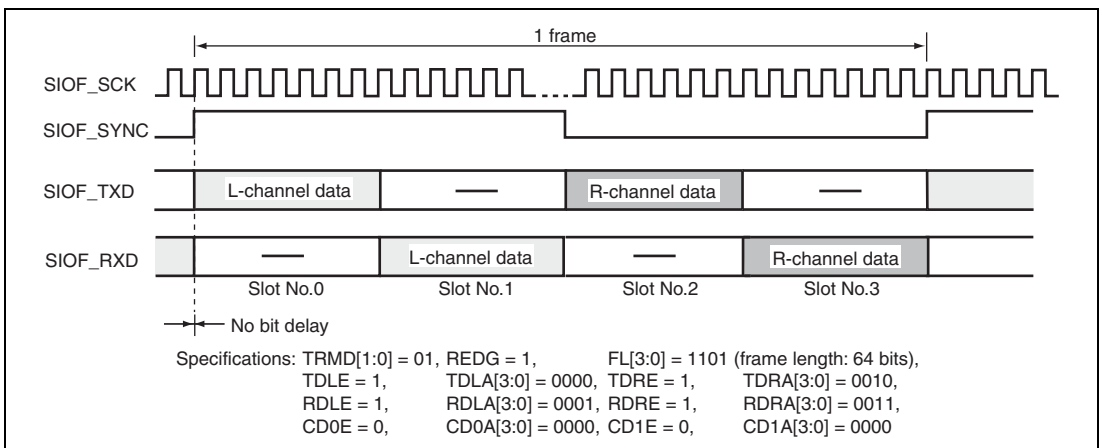 1 frame
SIOF_SCK
SIOF_SYNC
SIOF_TXD L-channel data — R-channel data —
SIOF_RXD — L-channel data — R-channel data
Slot No.0 Slot No.1 Slot No.2 Slot No.3
No bit delay
Specifications: TRMD[1:0] = 01, REDG = 1, FL[3:0] = 1101 (frame length: 64 bits),
TDLE = 1, TDLA[3:0] = 0000, TDRE = 1, TDRA[3:0] = 0010,
RDLE = 1, RDLA[3:0] = 0001, RDRE = 1, RDRA[3:0] = 0011,
CD0E = 0, CD0A[3:0] = 0000, CD1E = 0, CD1A[3:0] = 0000